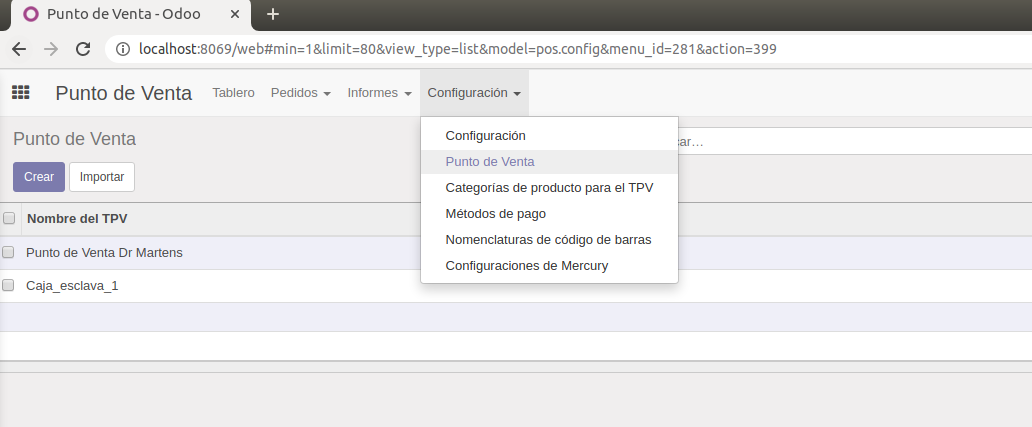 Punto de Venta - Odoo
localhost:8069/web#min=1&limit=80&view_type=list&model=pos.config&menu_id=281&action=399
Punto de Venta Tablero Pedidos Informes Configuración
Punto de Venta
Configuración
Punto de Venta
Categorías de producto para el TPV
Métodos de pago
Nomenclaturas de código de barras
Configuraciones de Mercury
Crear Importar
Nombre del TPV
Punto de Venta Dr Martens
Caja_esclava_1